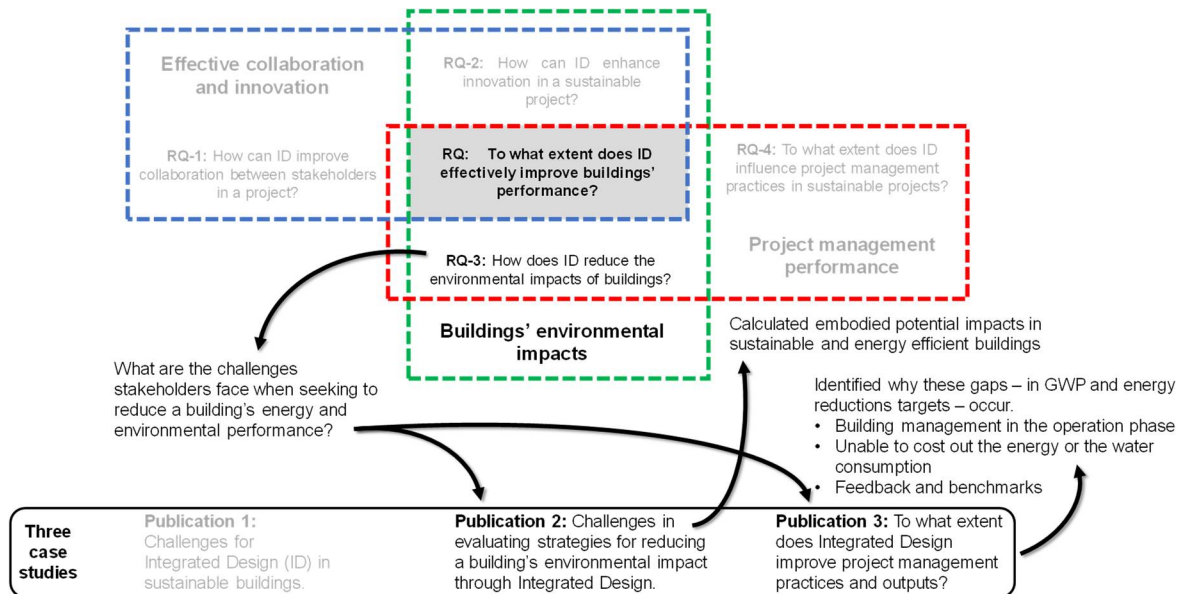 Effective collaboration
and innovation
RQ-2: How can ID enhance
innovation in a sustainable
project?
RQ-1: How can ID improve
collaboration between stakeholders
in a project?
RQ: To what extent does ID
effectively improve buildings'
performance?
RQ-4: To what extent does ID
influence project management
practices in sustainable projects?
Project management
performance
RQ-3: How does ID reduce the
environmental impacts of buildings?
Buildings' environmental
impacts
What are the challenges
stakeholders face when seeking to
reduce a building's energy and
environmental performance?
Calculated embodied potential impacts in
sustainable and energy efficient buildings
Identified why these gaps – in GWP and energy
reductions targets – occur.
• Building management in the operation phase
• Unable to cost out the energy or the water
consumption
• Feedback and benchmarks
Three
case
studies
Publication 1:
Challenges for
Integrated Design (ID) in
sustainable buildings.
Publication 2: Challenges in
evaluating strategies for reducing
a building's environmental impact
through Integrated Design.
Publication 3: To what extent
does Integrated Design
improve project management
practices and outputs?